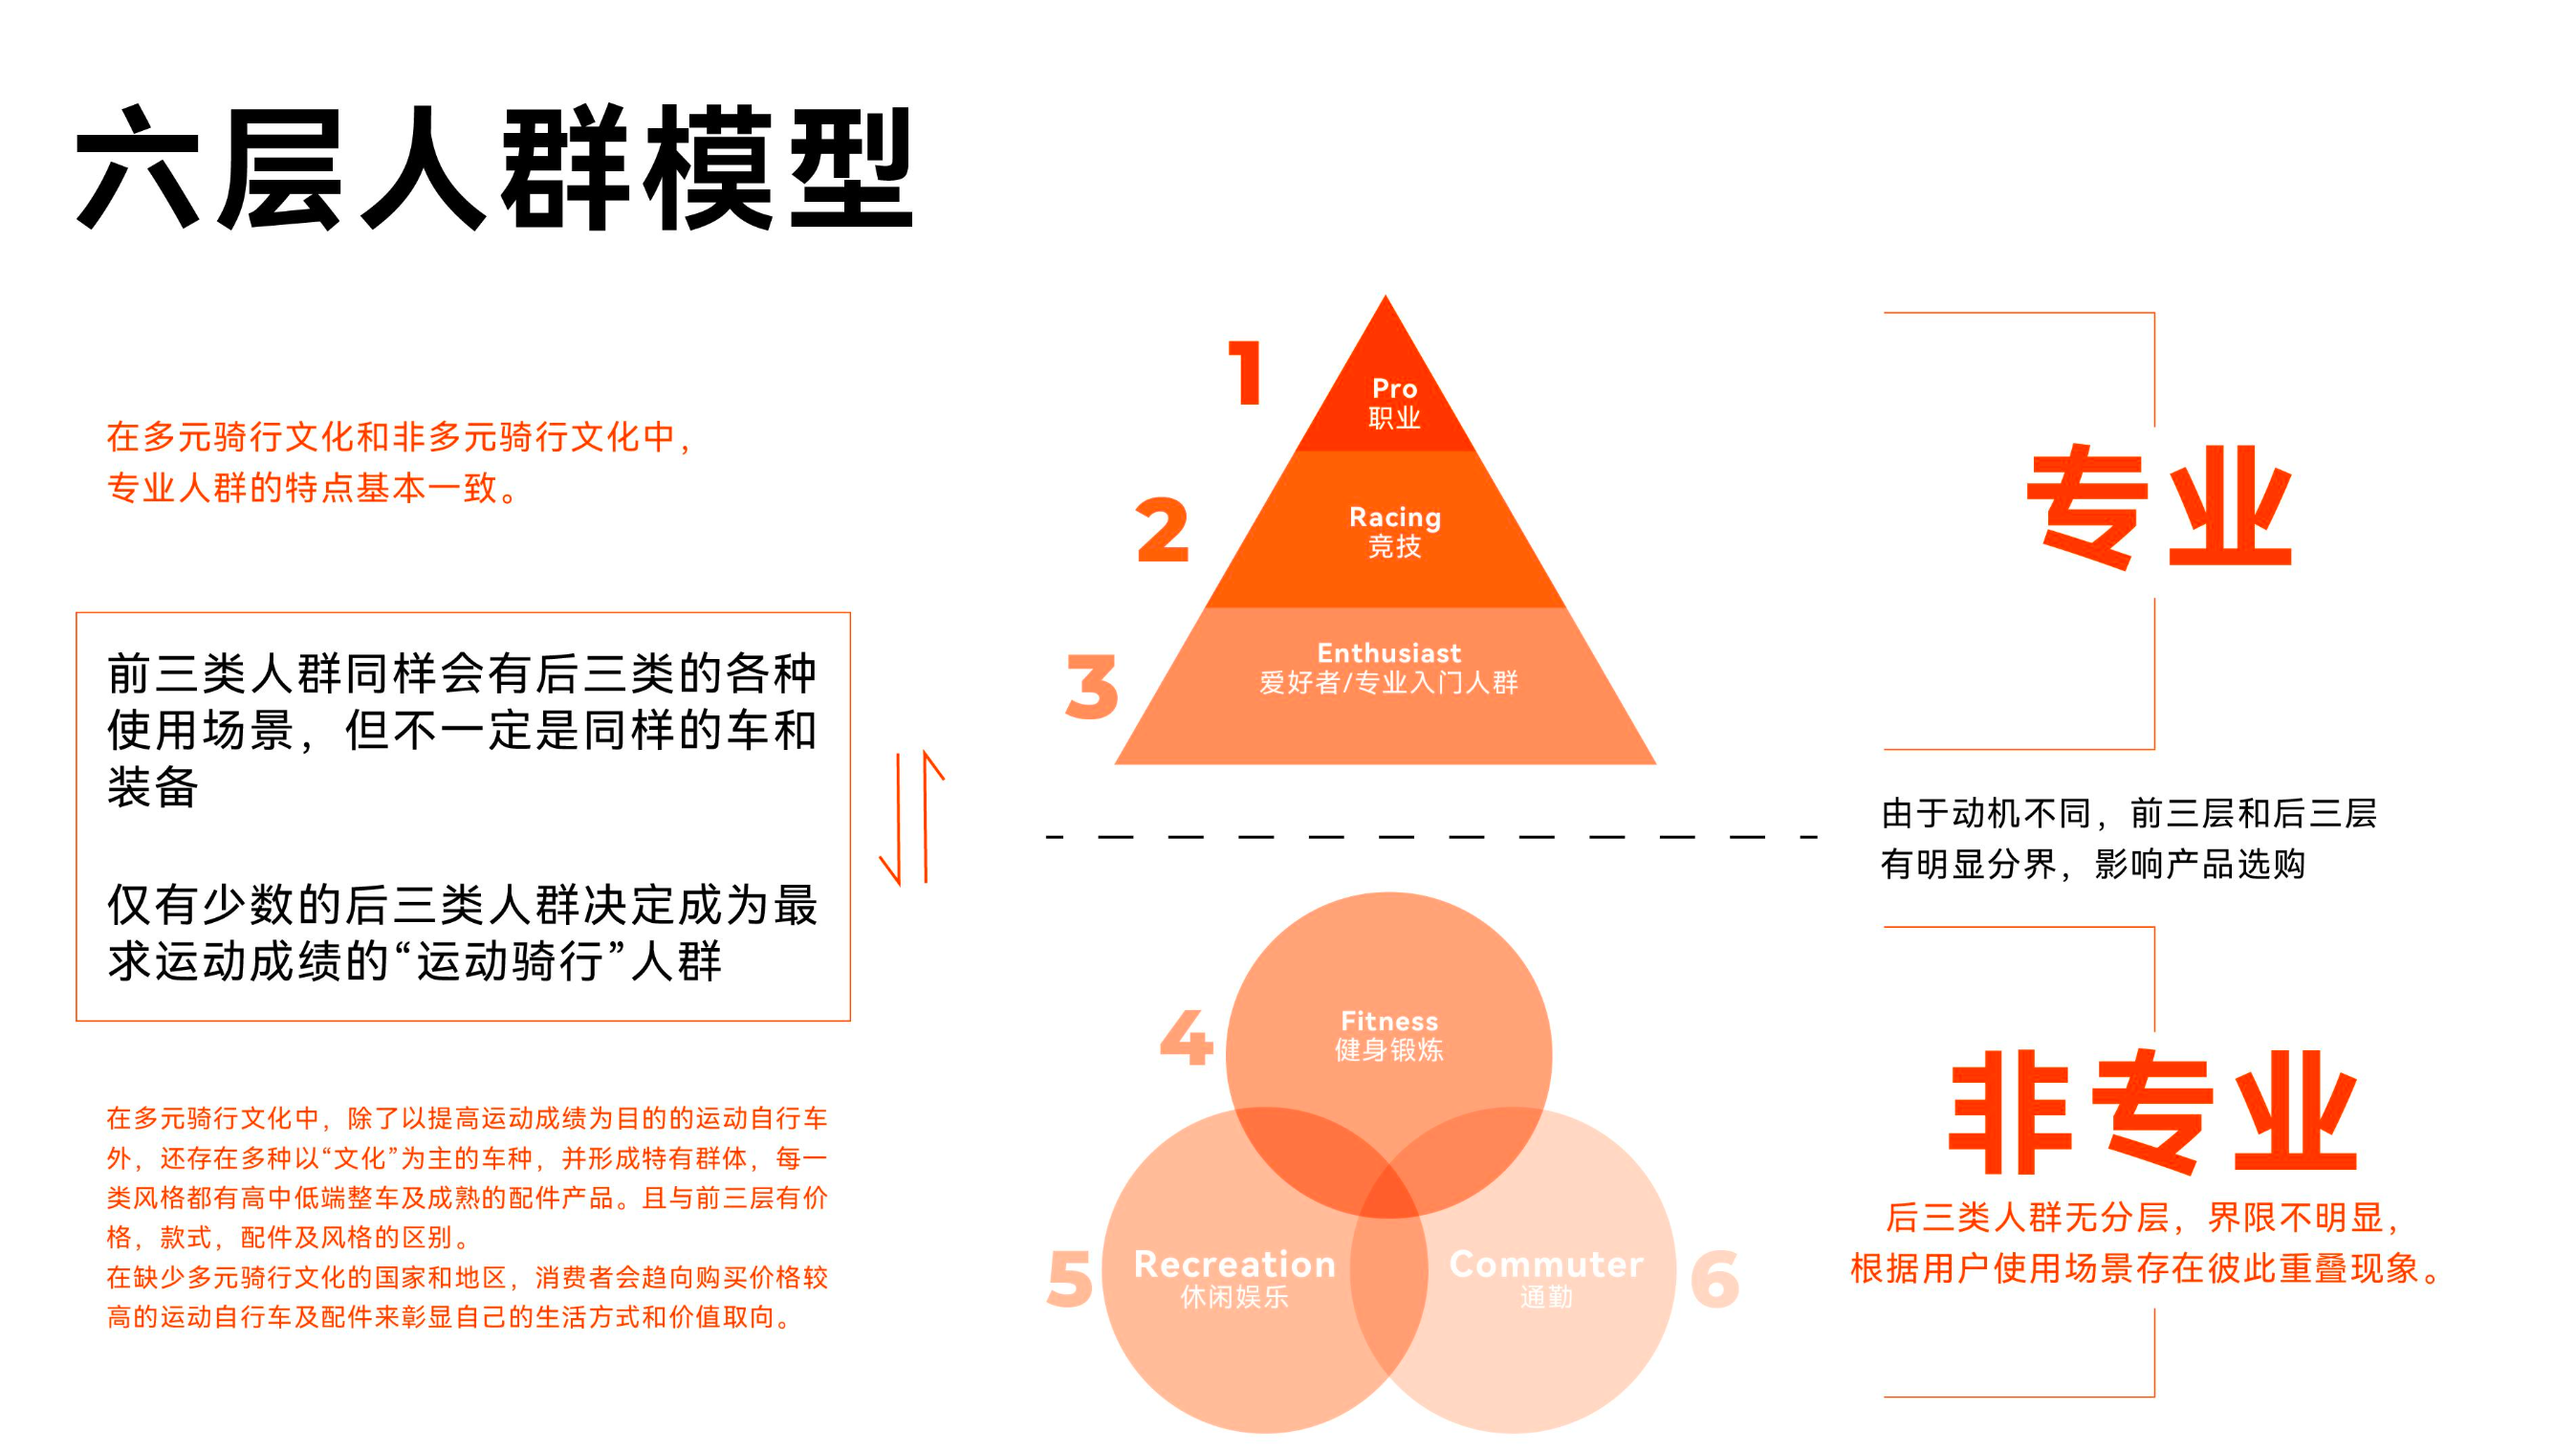 六层人群模型
在多元骑行文化和非多元骑行文化中，
专业人群的特点基本一致。
前三类人群同样会有后三类的各种
使用场景，但不一定是同样的车和
装备
仅有少数的后三类人群决定成为最
求运动成绩的“运动骑行”人群
在多元骑行文化中，除了以提高运动成绩为目的的运动自行车
外，还存在多种以“文化”为主的车种，并形成特有群体，每一
类风格都有高中低端整车及成熟的配件产品。且与前三层有价
格，款式，配件及风格的区别。
在缺少多元骑行文化的国家和地区，消费者会趋向购买价格较
高的运动自行车及配件来彰显自己的生活方式和价值取向。
1
Pro
职业
2
Racing
竞技
3
Enthusiast
爱好者/专业入门人群
4
Fitness
健身锻炼
5
Recreation
休闲娱乐
Commuter
通勤
6
专业
由于动机不同，前三层和后三层
有明显分界，影响产品选购
非专业
后三类人群无分层，界限不明显，
根据用户使用场景存在彼此重叠现象。